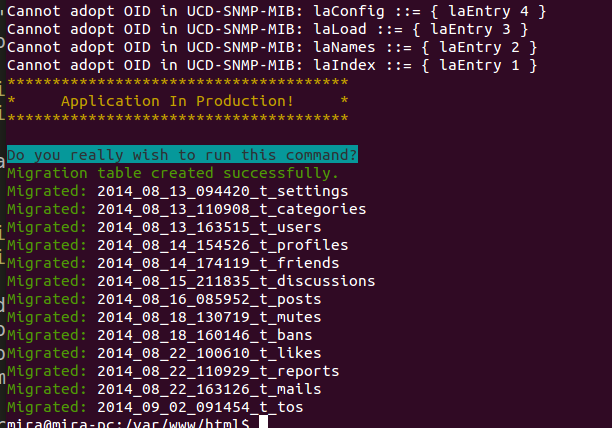 Cannot adopt OID in UCD-SNMP-MIB: laConfig ::= { laEntry 4 }
Cannot adopt OID in UCD-SNMP-MIB: laLoad ::= { laEntry 3 }
Cannot adopt OID in UCD-SNMP-MIB: laNames ::= { laEntry 2 }
Cannot adopt OID in UCD-SNMP-MIB: laIndex ::= { laEntry 1 }
**************************************
*     Application In Production!     *
**************************************
Do you really wish to run this command?
Migration table created successfully.
Migrated: 2014_08_13_094420_t_settings
Migrated: 2014_08_13_110908_t_categories
Migrated: 2014_08_13_163515_t_users
Migrated: 2014_08_14_154526_t_profiles
Migrated: 2014_08_14_174119_t_friends
Migrated: 2014_08_15_211835_t_discussions
Migrated: 2014_08_16_085952_t_posts
Migrated: 2014_08_18_130719_t_mutes
Migrated: 2014_08_18_160146_t_bans
Migrated: 2014_08_22_100610_t_likes
Migrated: 2014_08_22_110929_t_reports
Migrated: 2014_08_22_163126_t_mails
Migrated: 2014_09_02_091454_t_tos
mira@mira-pc:/var/www/html$